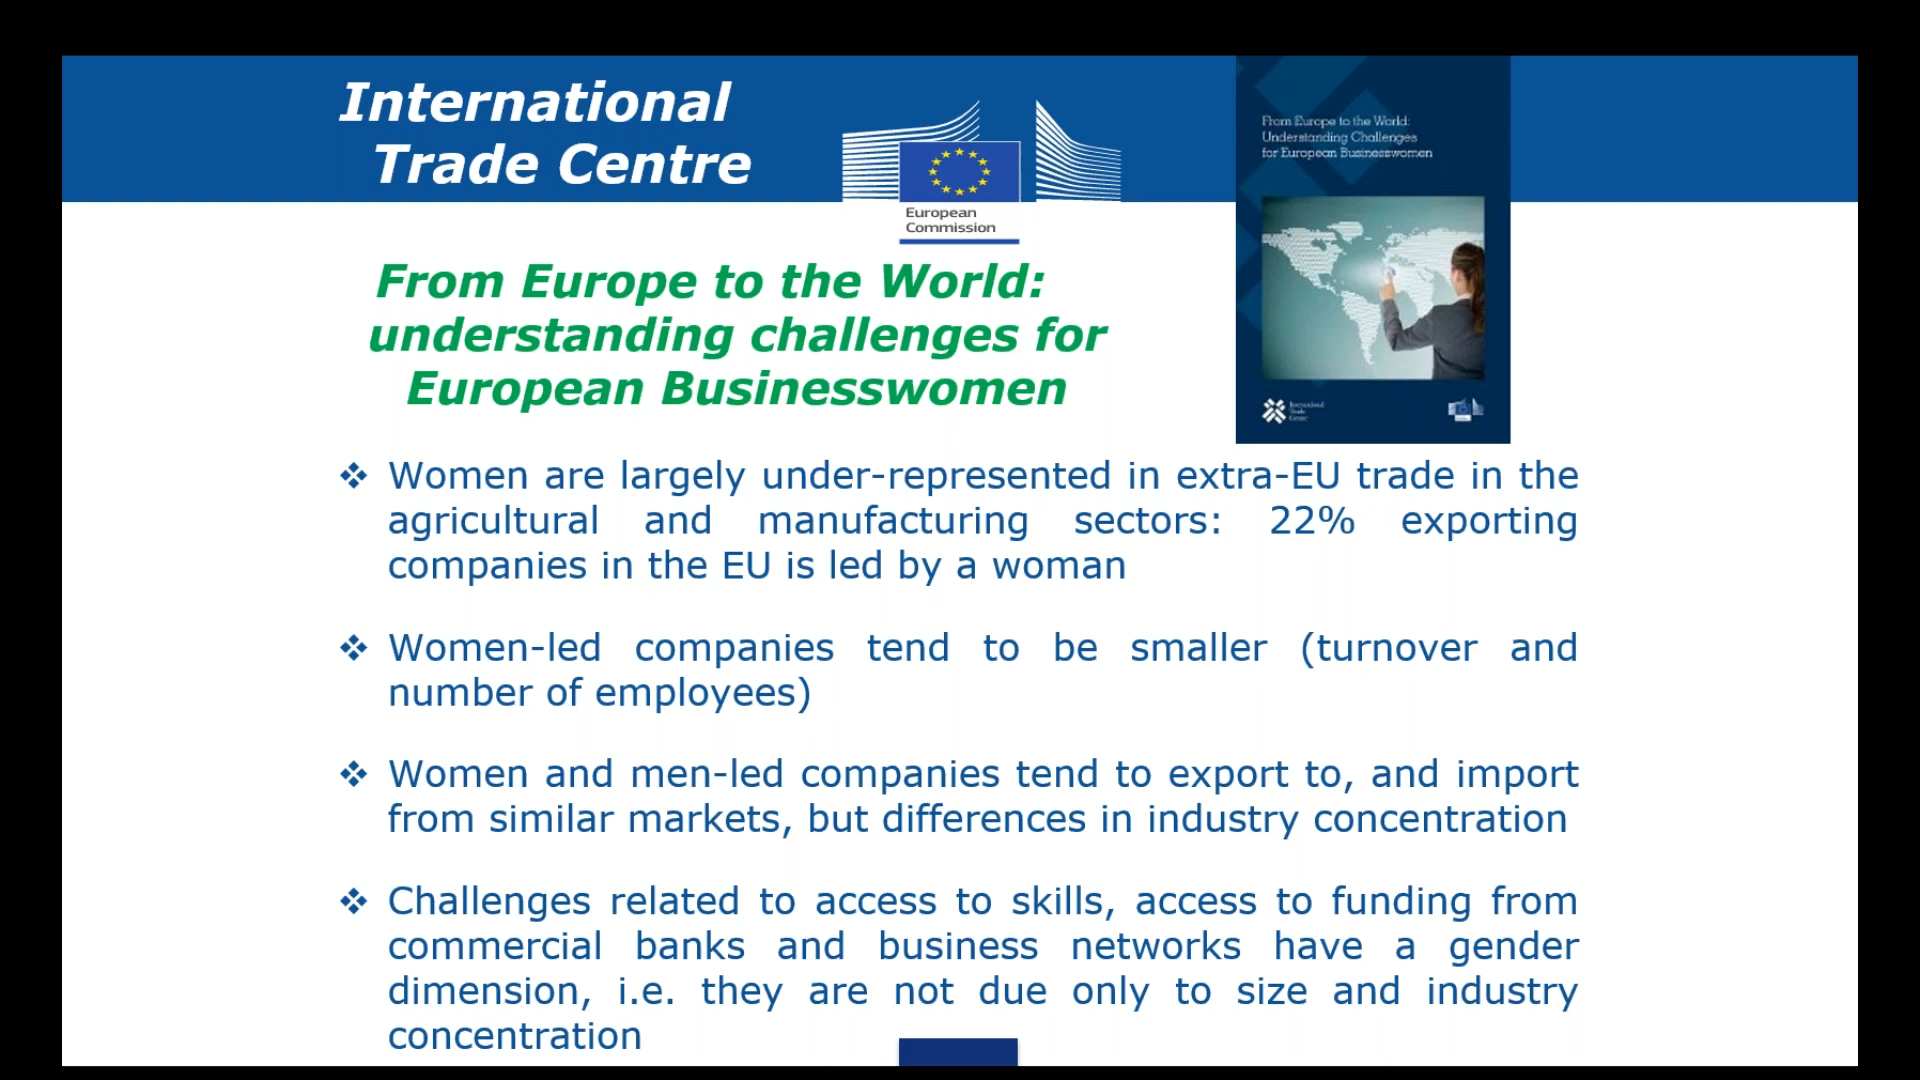 International
Trade Centre
European
Commission
From Europe to the World:
Understanding Challenges
for European Businesswomen
International
Trade
Centre
From Europe to the World:
understanding challenges for
European Businesswomen
❖ Women are largely under-represented in extra-EU trade in the
agricultural and manufacturing sectors: 22% exporting
companies in the EU is led by a woman
❖ Women-led companies tend to be smaller (turnover and
number of employees)
❖ Women and men-led companies tend to export to, and import
from similar markets, but differences in industry concentration
❖ Challenges related to access to skills, access to funding from
commercial banks and business networks have a gender
dimension, i.e. they are not due only to size and industry
concentration